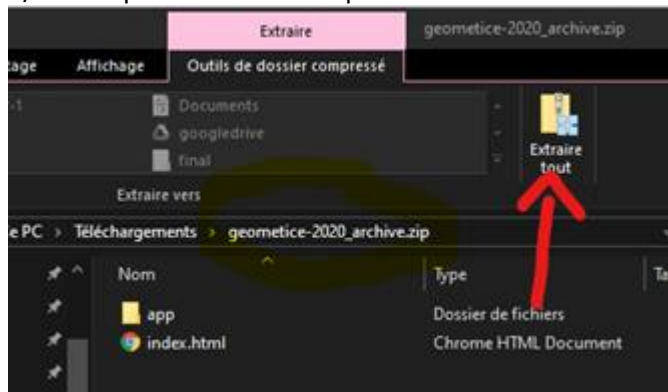 Extraire geometice-2020_archive.zip
Affichage Outils de dossier compressé
Documents
googledrive
final
Extraire tout
Extraire vers
PC > Téléchargements > geometice-2020_archive.zip
Nom Type
app Dossier de fichiers
index.html Chrome HTML Document